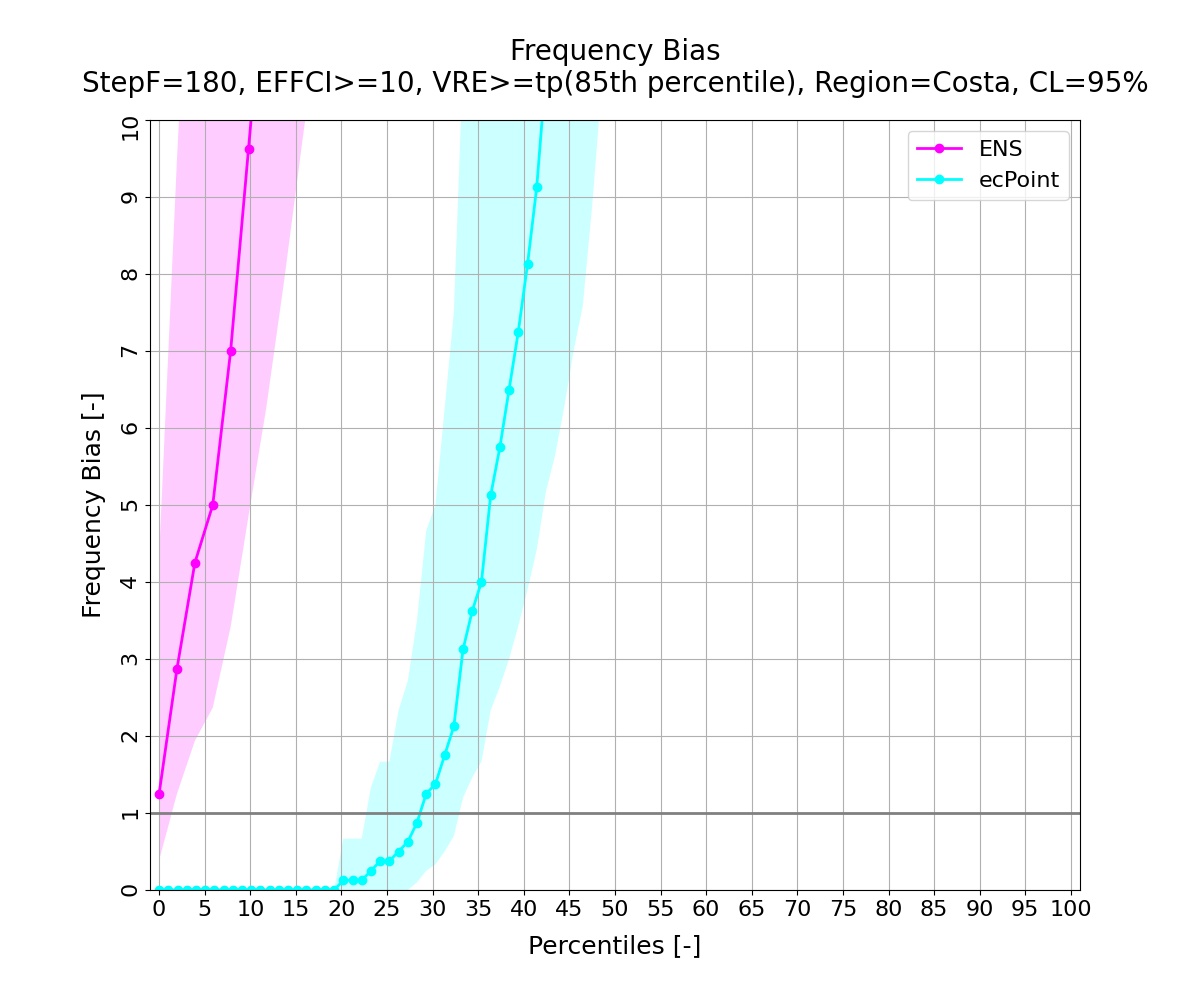 Frequency Bias
StepF=180, EFFCI>=10, VRE>=tp(85th percentile), Region=Costa, CL=95%
10
9
8
7
6
5
4
3
2
1
0
Frequency Bias [-]
ENS
ecPoint
0 5 10 15 20 25 30 35 40 45 50 55 60 65 70 75 80 85 90 95 100
Percentiles [-]